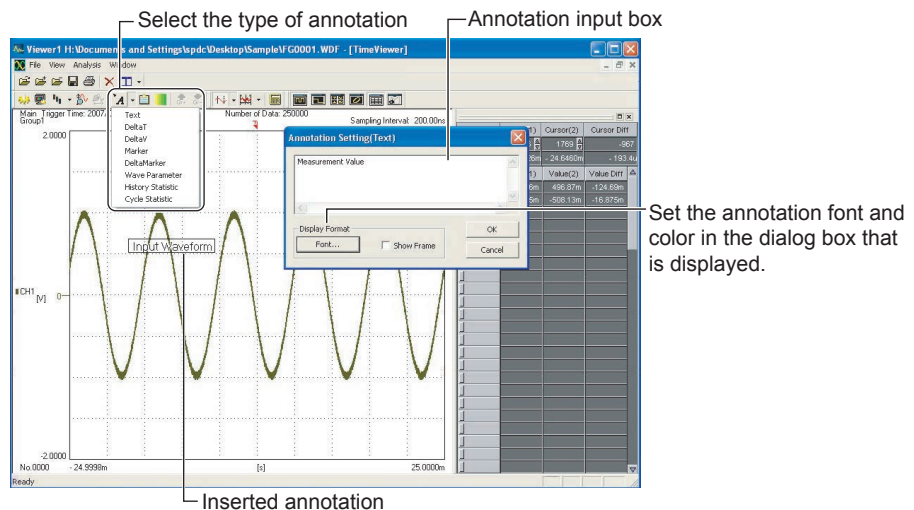 Select the type of annotation
Annotation input box
Viewer1 H:\Documents and Settings\spdc\Desktop\Sample\FG0001.WDF - [TimeViewer]
File View Analysis Window
Main Trigger Time: 2007/ Number of Data: 250000
Group1 Sampling Interval 200.00ns
2.0000
Text
DeltaT
DeltaV
Marker
DeltaMarker
Wave Parameter
History Statistic
Cycle Statistic
Annotation Setting(Text)
Measurement Value
Display Format
Font...
Show Frame
OK
Cancel
Cursor(2) Cursor Diff
1769 -967
- 24.6460m - 193.4u
Value(2) Value Diff
496.87m -124.69m
-508.13m -16.875m
Set the annotation font and
color in the dialog box that
is displayed.
Input Waveform
CH1
[V] 0
-2.0000
No.0000 - 24.9998m [s] 25.0000m
Ready
Inserted annotation